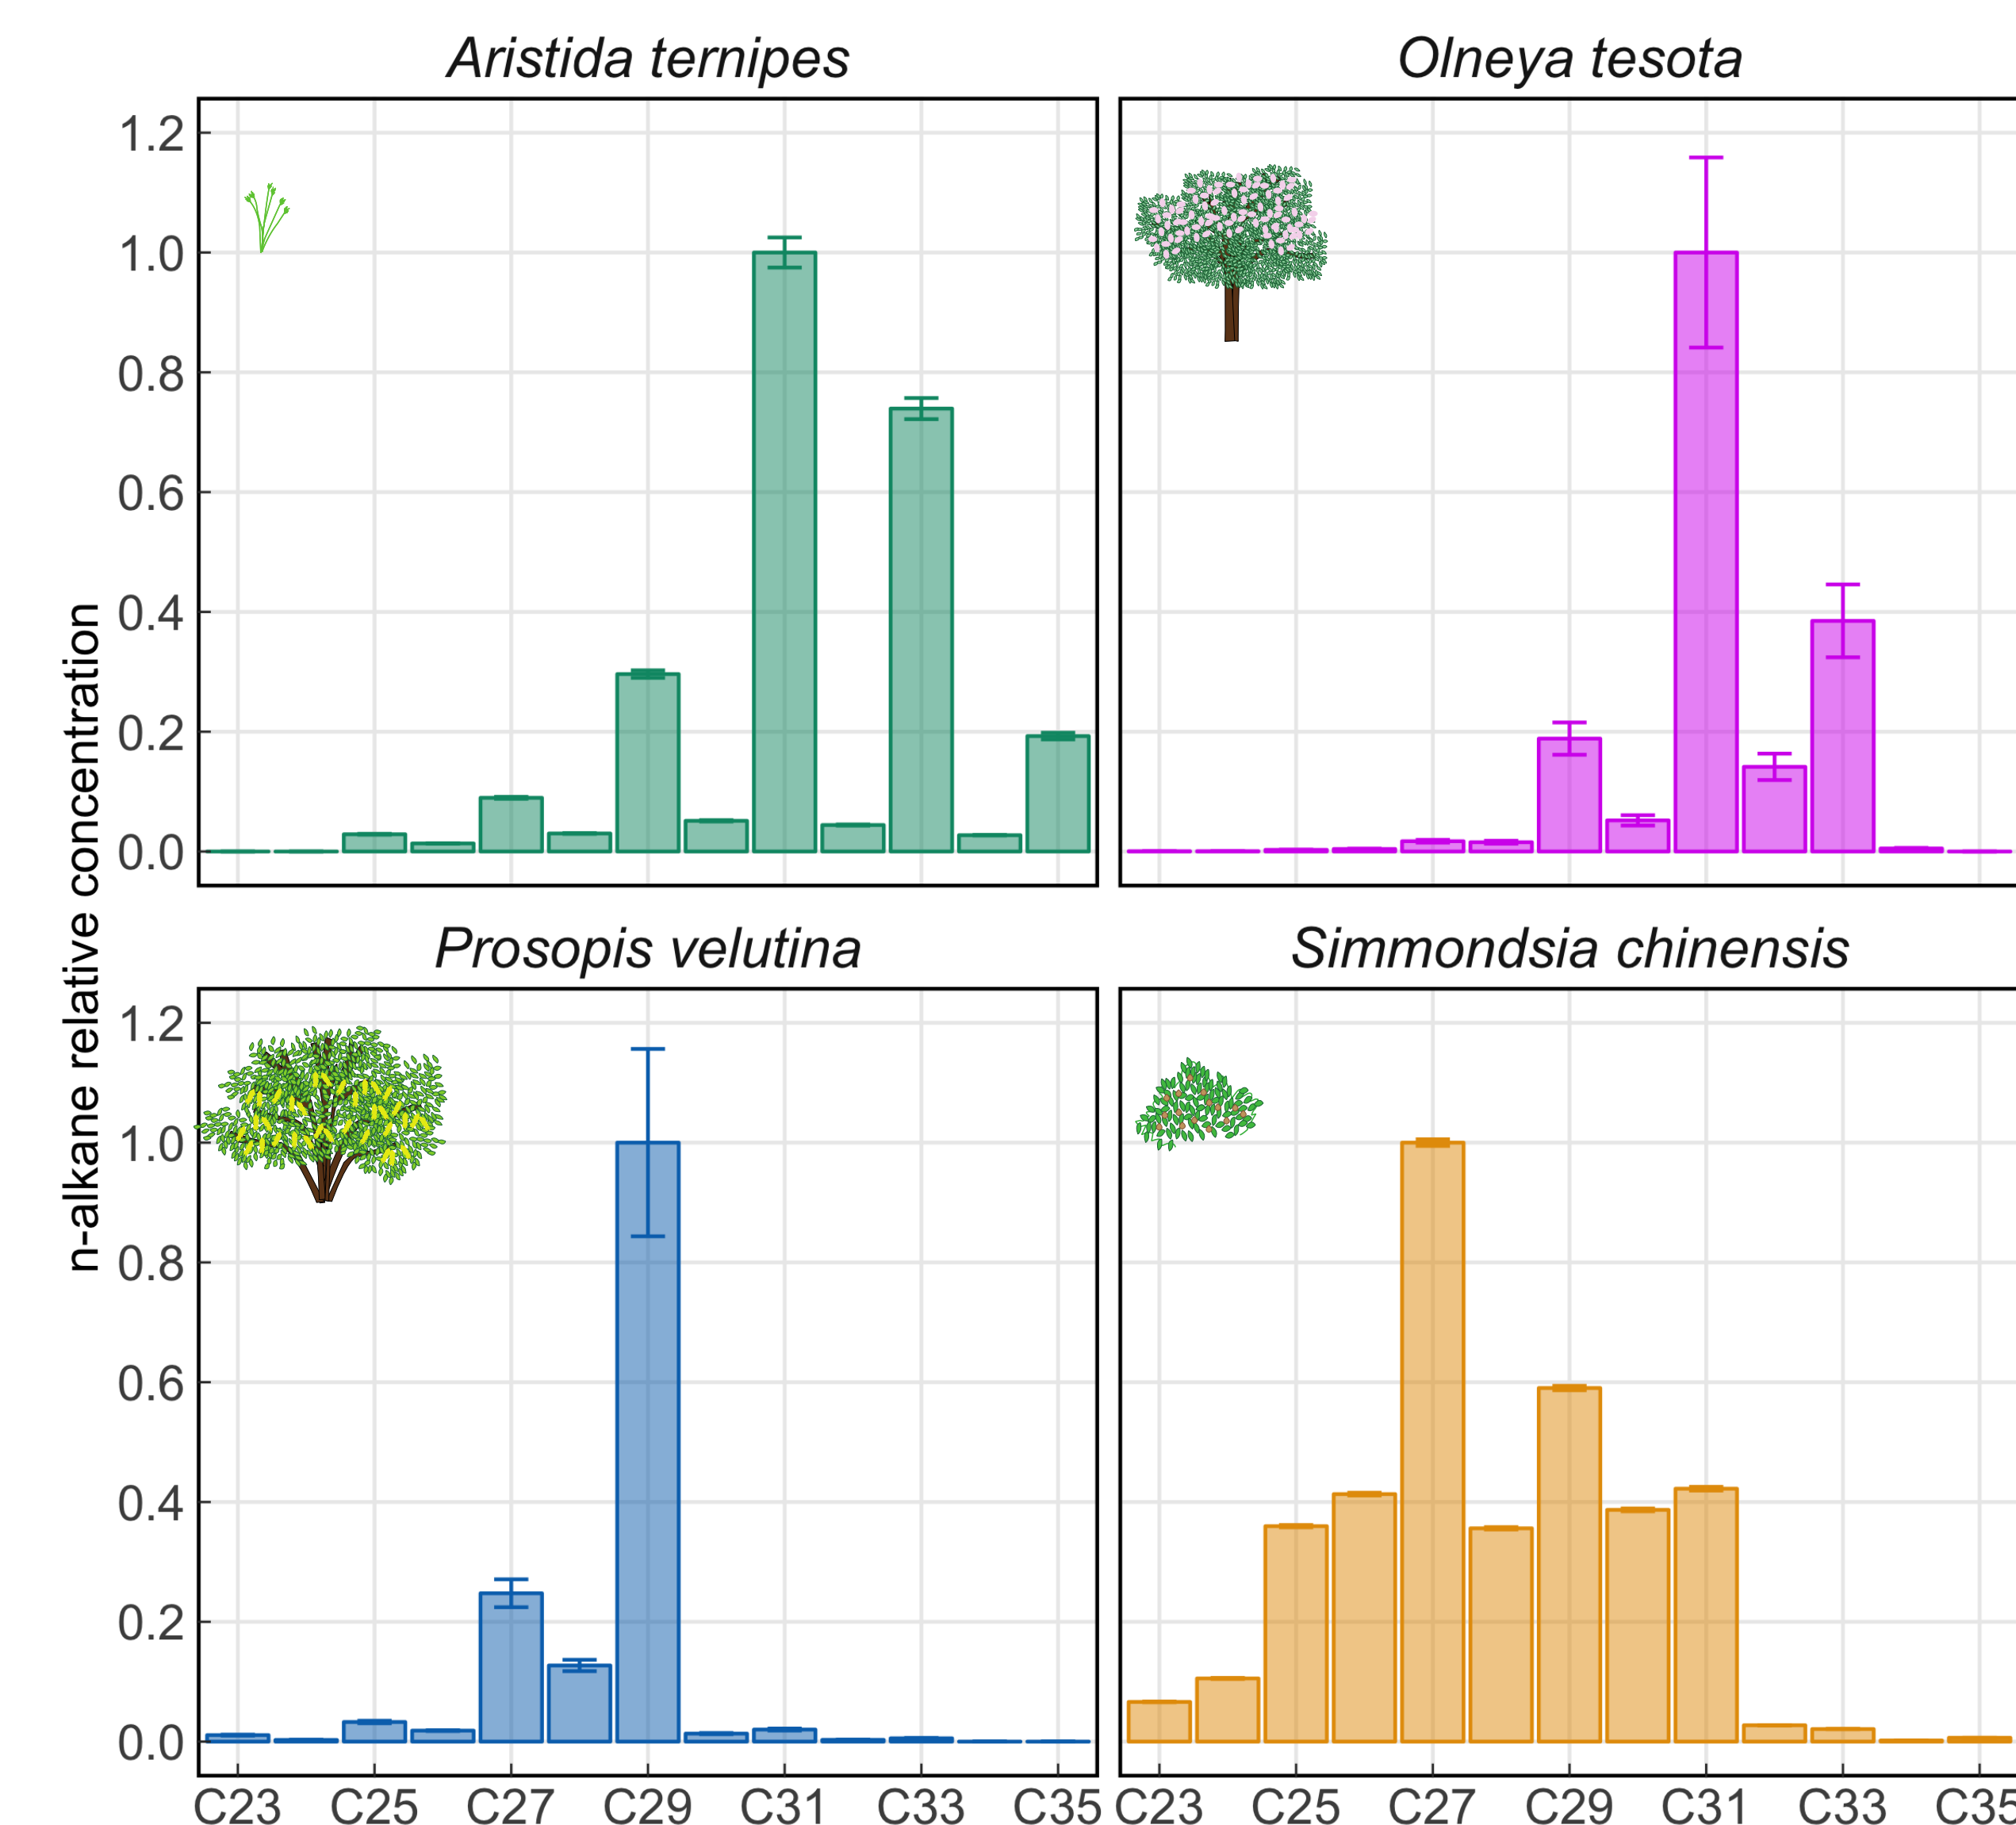 Aristida ternipes
Olneya tesota
1.2
1.0
0.8
0.6
0.4
0.2
0.0
n-alkane relative concentration
Prosopis velutina
Simmondsia chinensis
1.2
1.0
0.8
0.6
0.4
0.2
0.0
C23 C25 C27 C29 C31 C33 C35 C23 C25 C27 C29 C31 C33 C35